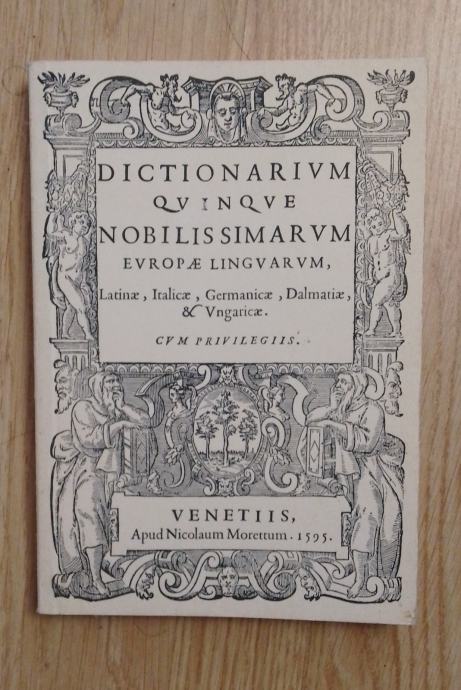 DICTIONARIVM
QVINQVE
NOBILISSIMARVM
EVROPÆ LINGVARVM,
Latinæ, Italicæ, Germanicæ, Dalmatiæ,
& Vngaricæ.
CVM PRIVILEGIIS.
VENETIIS,
Apud Nicolaum Morettum. 1595.